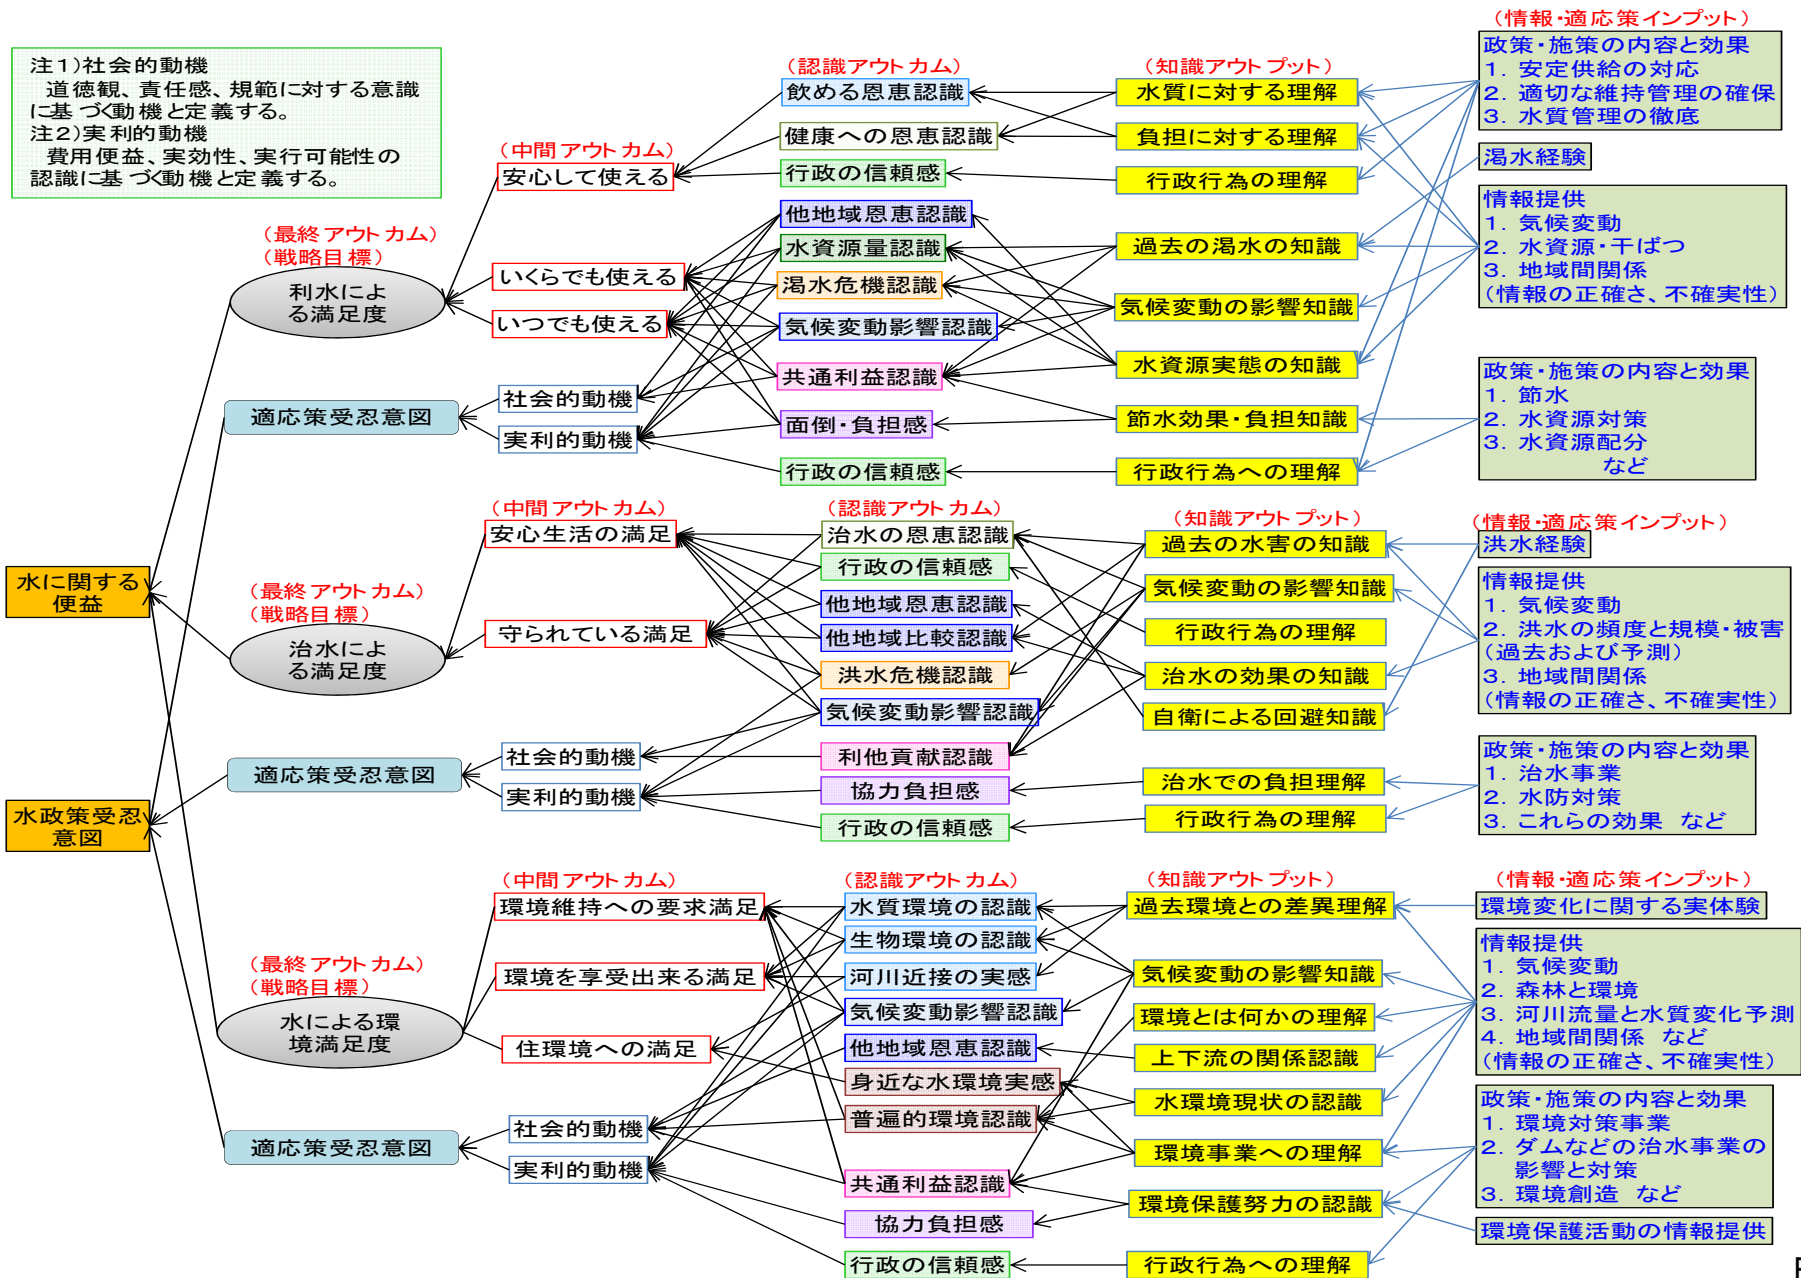 注1)社会的動機
道徳観、責任感、規範に対する意識
に基づく動機と定義する。
注2)実利的動機
費用便益、実効性、実行可能性の
認識に基づく動機と定義する。
水に関する
便益
水政策受忍
意図
(最終アウトカム)
(戦略目標)
利水によ
る満足度
適応策受忍意図
(中間アウトカム)
安心して使える
いくらでも使える
いつでも使える
社会的動機
実利的動機
(認識アウトカム)
飲める恩恵認識
健康への恩恵認識
行政の信頼感
他地域恩恵認識
水資源量認識
渇水危機認識
気候変動影響認識
共通利益認識
面倒・負担感
行政の信頼感
(知識アウトプット)
水質に対する理解
負担に対する理解
行政行為の理解
過去の渇水の知識
気候変動の影響知識
水資源実態の知識
節水効果・負担知識
行政行為への理解
(情報・適応策インプット)
政策・施策の内容と効果
1. 安定供給の対応
2. 適切な維持管理の確保
3. 水質管理の徹底
渇水経験
情報提供
1. 気候変動
2. 水資源・干ばつ
3. 地域間関係
(情報の正確さ、不確実性)
政策・施策の内容と効果
1. 節水
2. 水資源対策
3. 水資源配分
など
(最終アウトカム)
(戦略目標)
治水によ
る満足度
適応策受忍意図
(中間アウトカム)
安心生活の満足
守られている満足
社会的動機
実利的動機
(認識アウトカム)
治水の恩恵認識
行政の信頼感
他地域恩恵認識
他地域比較認識
洪水危機認識
気候変動影響認識
利他貢献認識
協力負担感
行政の信頼感
(知識アウトプット)
過去の水害の知識
気候変動の影響知識
行政行為の理解
治水の効果の知識
自衛による回避知識
治水での負担理解
行政行為の理解
(情報・適応策インプット)
洪水経験
情報提供
1. 気候変動
2. 洪水の頻度と規模・被害
(過去および予測)
3. 地域間関係
(情報の正確さ、不確実性)
政策・施策の内容と効果
1. 治水事業
2. 水防対策
3. これらの効果 など
(最終アウトカム)
(戦略目標)
水による環
境満足度
適応策受忍意図
(中間アウトカム)
環境維持への要求満足
環境を享受出来る満足
住環境への満足
社会的動機
実利的動機
(認識アウトカム)
水質環境の認識
生物環境の認識
河川近接の実感
気候変動影響認識
他地域恩恵認識
身近な水環境実感
普遍的環境認識
共通利益認識
協力負担感
行政の信頼感
(知識アウトプット)
過去環境との差異理解
気候変動の影響知識
環境とは何かの理解
上下流の関係認識
水環境現状の認識
環境事業への理解
環境保護努力の認識
行政行為への理解
(情報・適応策インプット)
環境変化に関する実体験
情報提供
1. 気候変動
2. 森林と環境
3. 河川流量と水質変化予測
4. 地域間関係 など
(情報の正確さ、不確実性)
政策・施策の内容と効果
1. 環境対策事業
2. ダムなどの治水事業の
影響と対策
3. 環境創造 など
環境保護活動の情報提供